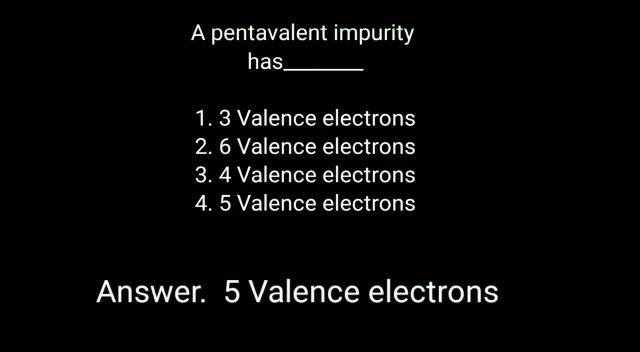 A pentavalent impurity
has________
1. 3 Valence electrons
2. 6 Valence electrons
3. 4 Valence electrons
4. 5 Valence electrons
Answer.  5 Valence electrons